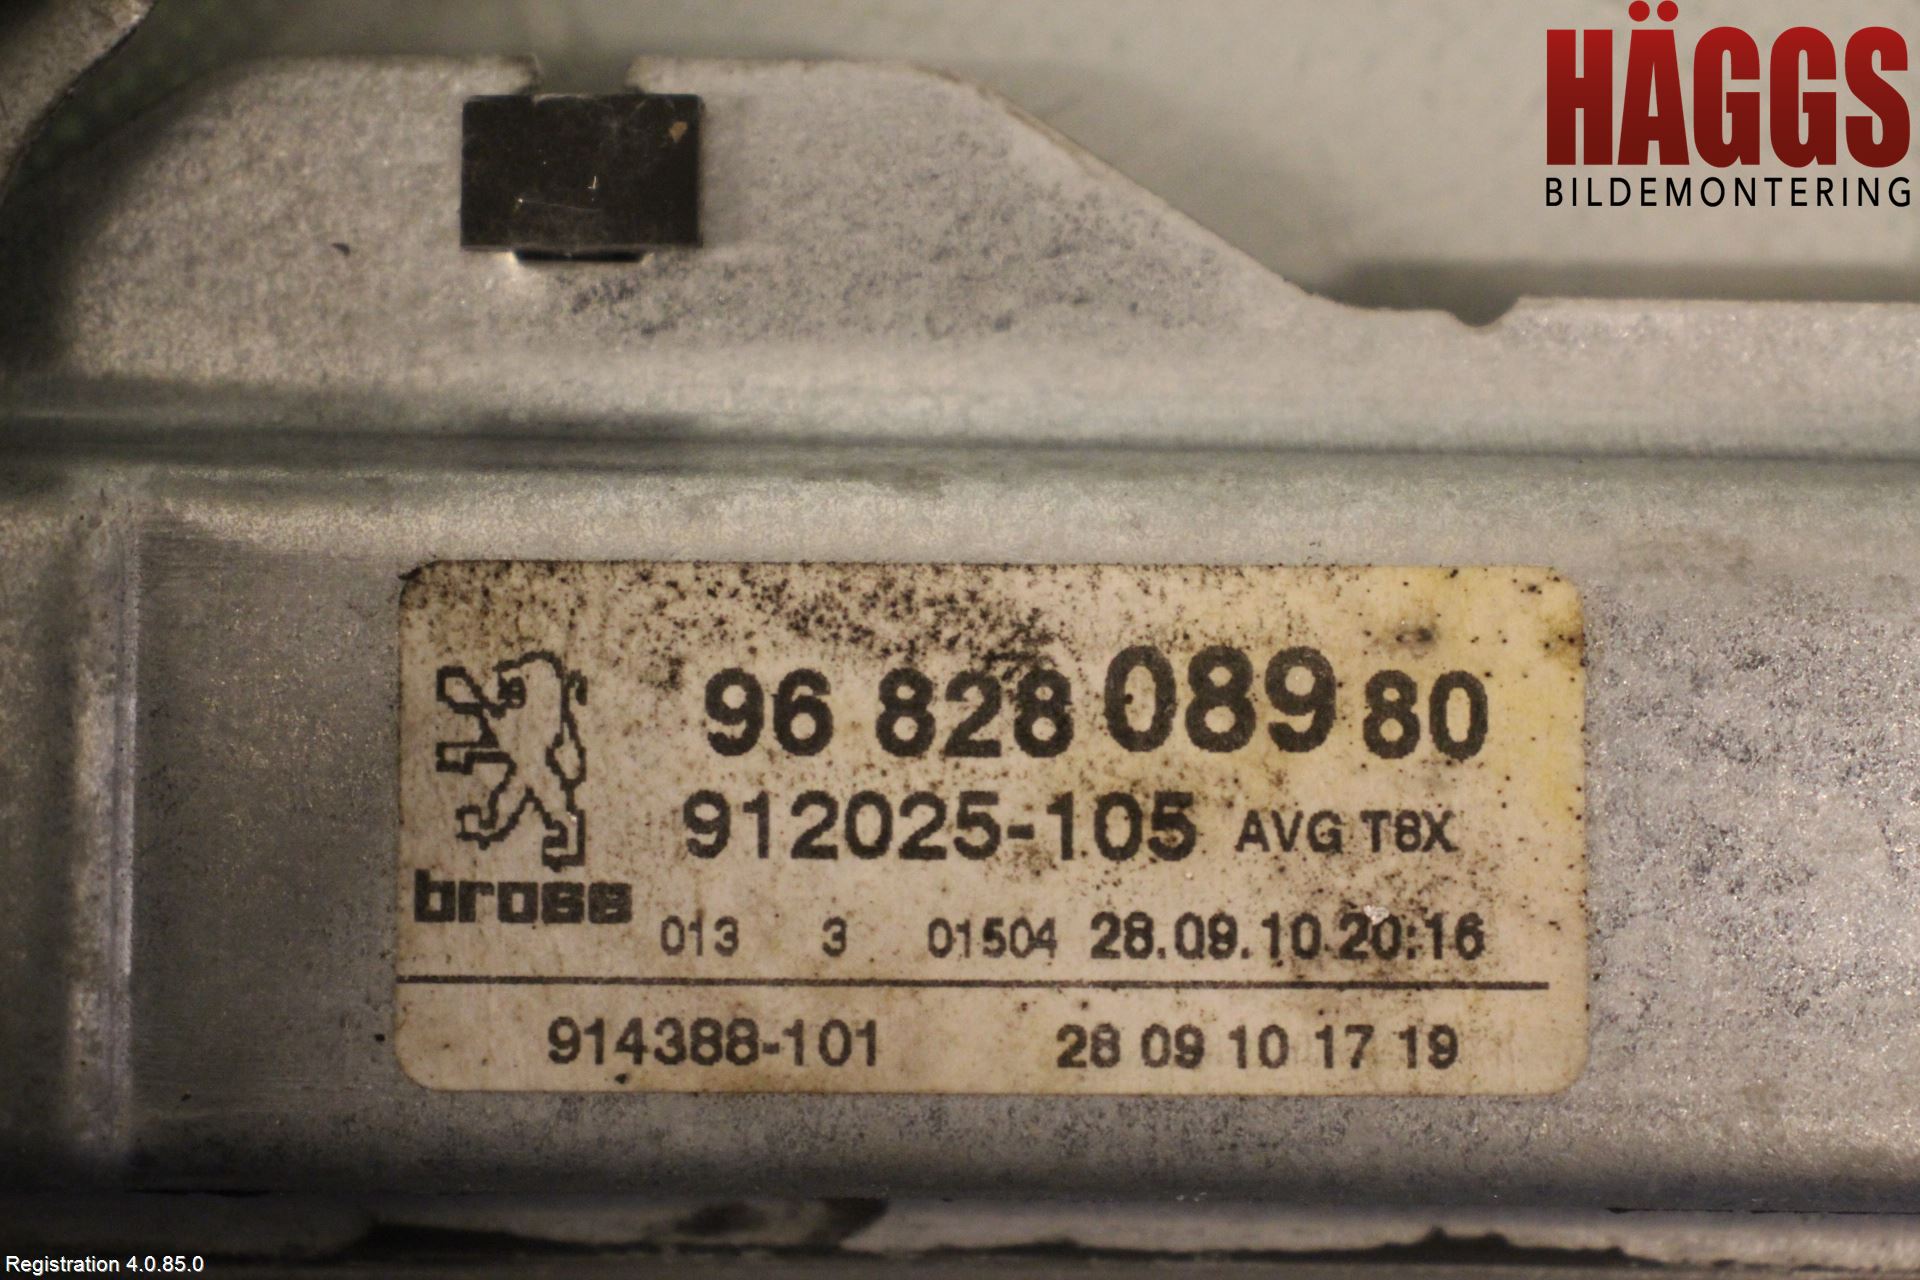 HÄGGS
BILDEMONTERING
96 828 089 80
912025-105 AVG T8X
brose
013 3 01504 28.09.10 20:16
914388-101 28 09 10 17 19
Registration 4.0.85.0